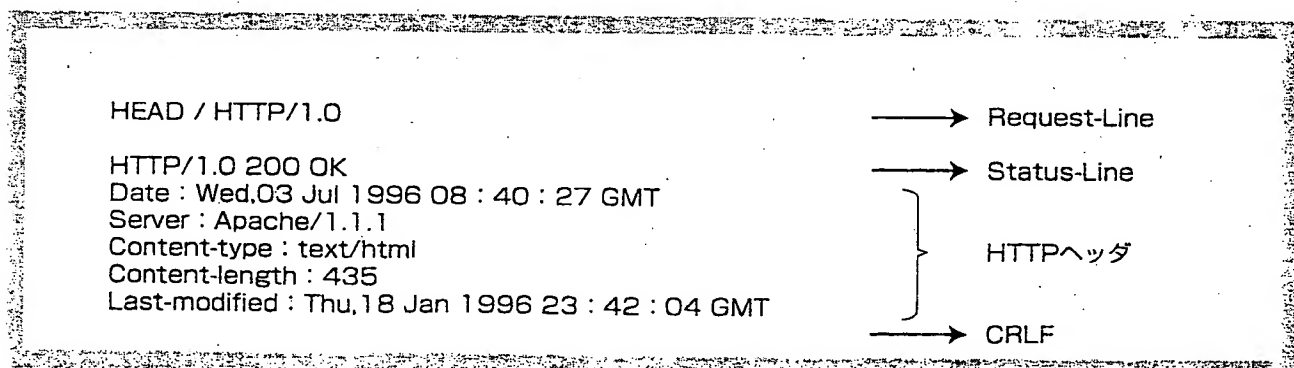 HEAD / HTTP/1.0 Request-Line
HTTP/1.0 200 OK Status-Line
Date : Wed,03 Jul 1996 08 : 40 : 27 GMT
Server : Apache/1.1.1
Content-type : text/html
Content-length : 435
Last-modified : Thu,18 Jan 1996 23 : 42 : 04 GMT
HTTPヘッダ
CRLF